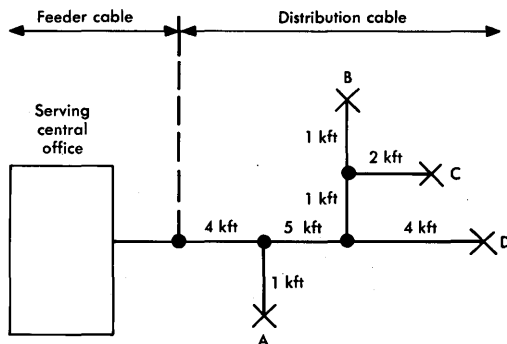 Feeder cable
Distribution cable
Serving
central
office
B
1 kft
2 kft
C
1 kft
4 kft
5 kft
4 kft
D
1 kft
A